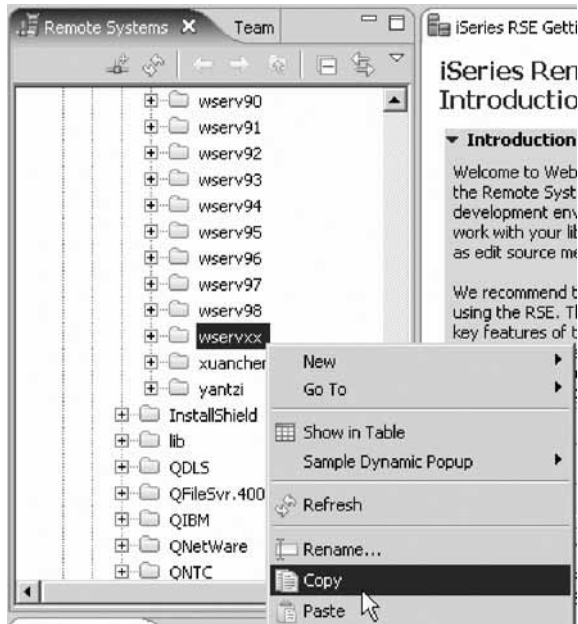 Remote Systems
Team
wserv90
wserv91
wserv92
wserv93
wserv94
wserv95
wserv96
wserv97
wserv98
wservxx
xuancher
yantzi
InstallShield
lib
QDLS
QFileSvr.400
QIBM
QNetWare
QNTC
New
Go To
Show in Table
Sample Dynamic Popup
Refresh
Rename...
Copy
Paste
iSeries RSE Getti
iSeries Ren
Introductio
Introduction
Welcome to Web
the Remote Syst
development env
work with your lit
as edit source me
We recommend t
using the RSE. Th
key features of t